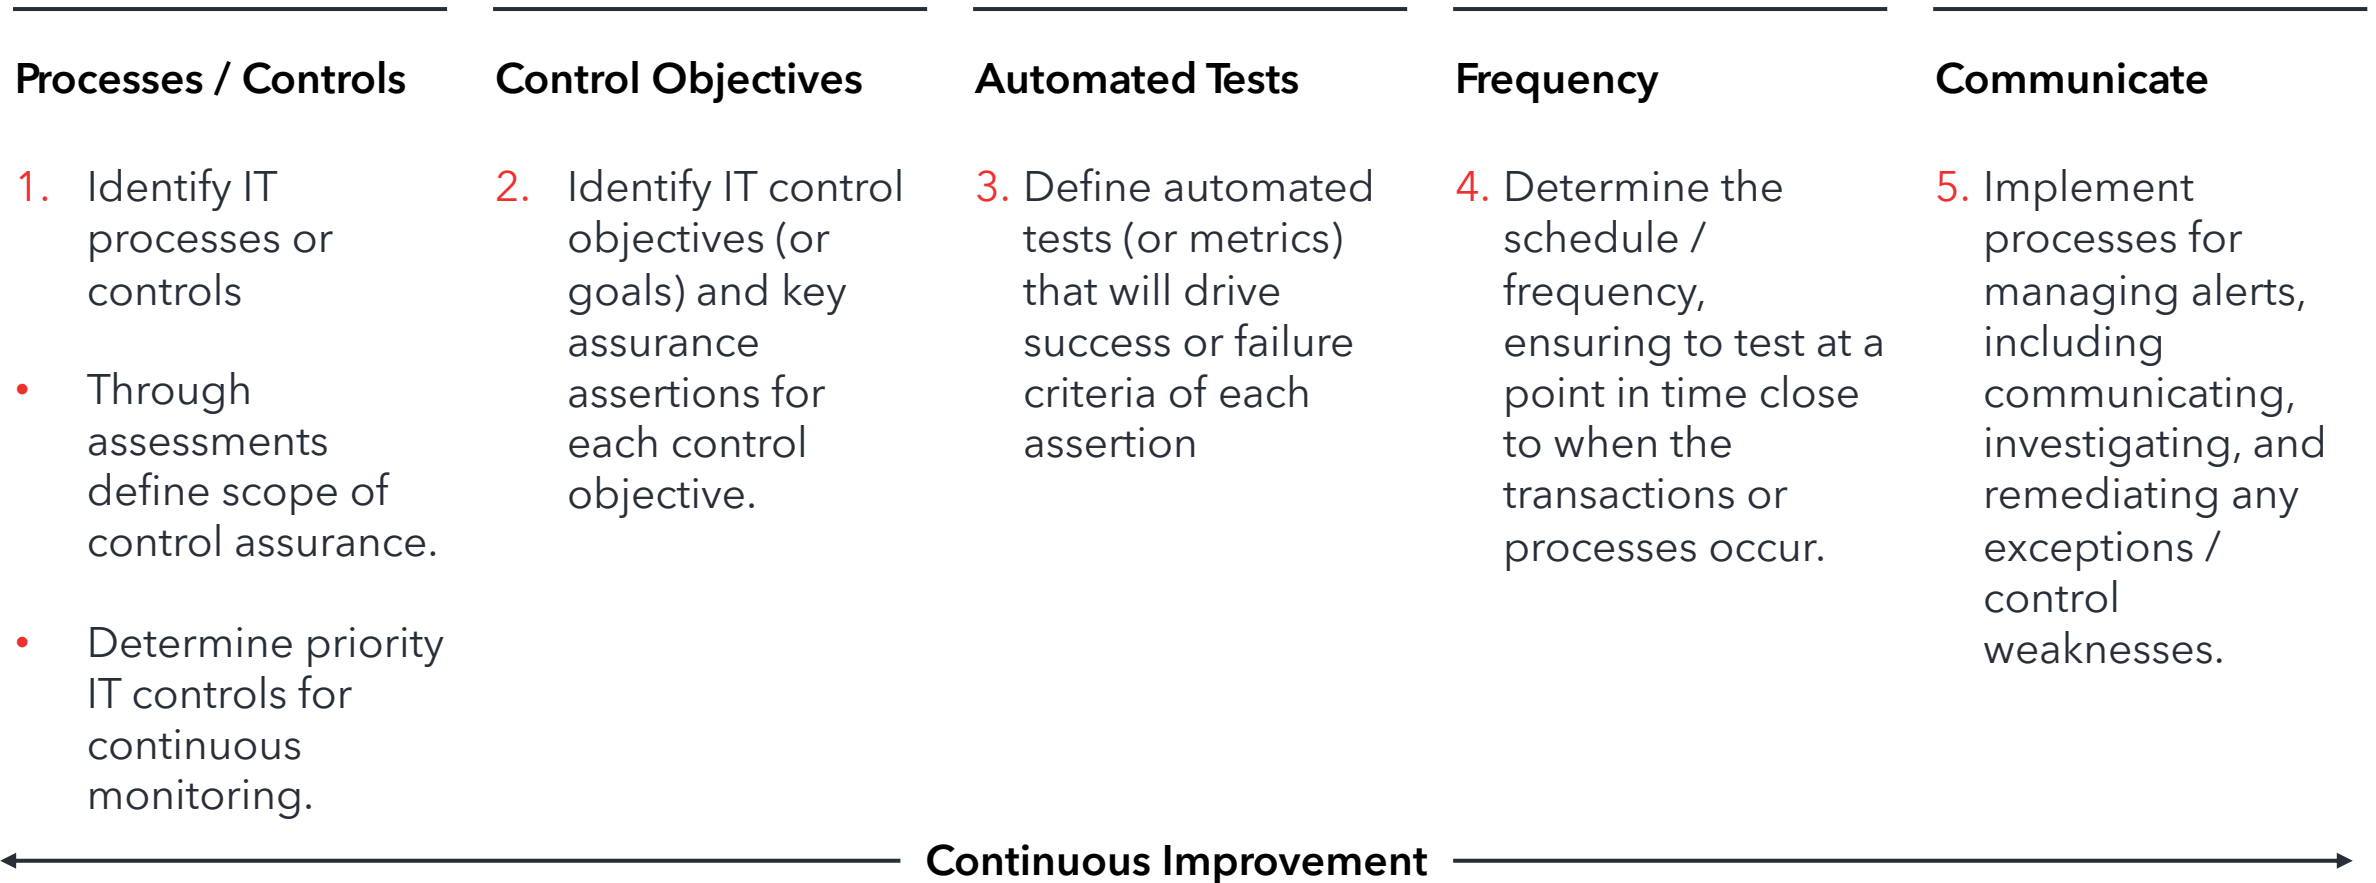 Processes / Controls
1. Identify IT
processes or
controls
• Through
assessments
define scope of
control assurance.
• Determine priority
IT controls for
continuous
monitoring.
Control Objectives
2. Identify IT control
objectives (or
goals) and key
assurance
assertions for
each control
objective.
Automated Tests
3. Define automated
tests (or metrics)
that will drive
success or failure
criteria of each
assertion
Frequency
4. Determine the
schedule /
frequency,
ensuring to test at a
point in time close
to when the
transactions or
processes occur.
Communicate
5. Implement
processes for
managing alerts,
including
communicating,
investigating, and
remediating any
exceptions /
control
weaknesses.
Continuous Improvement